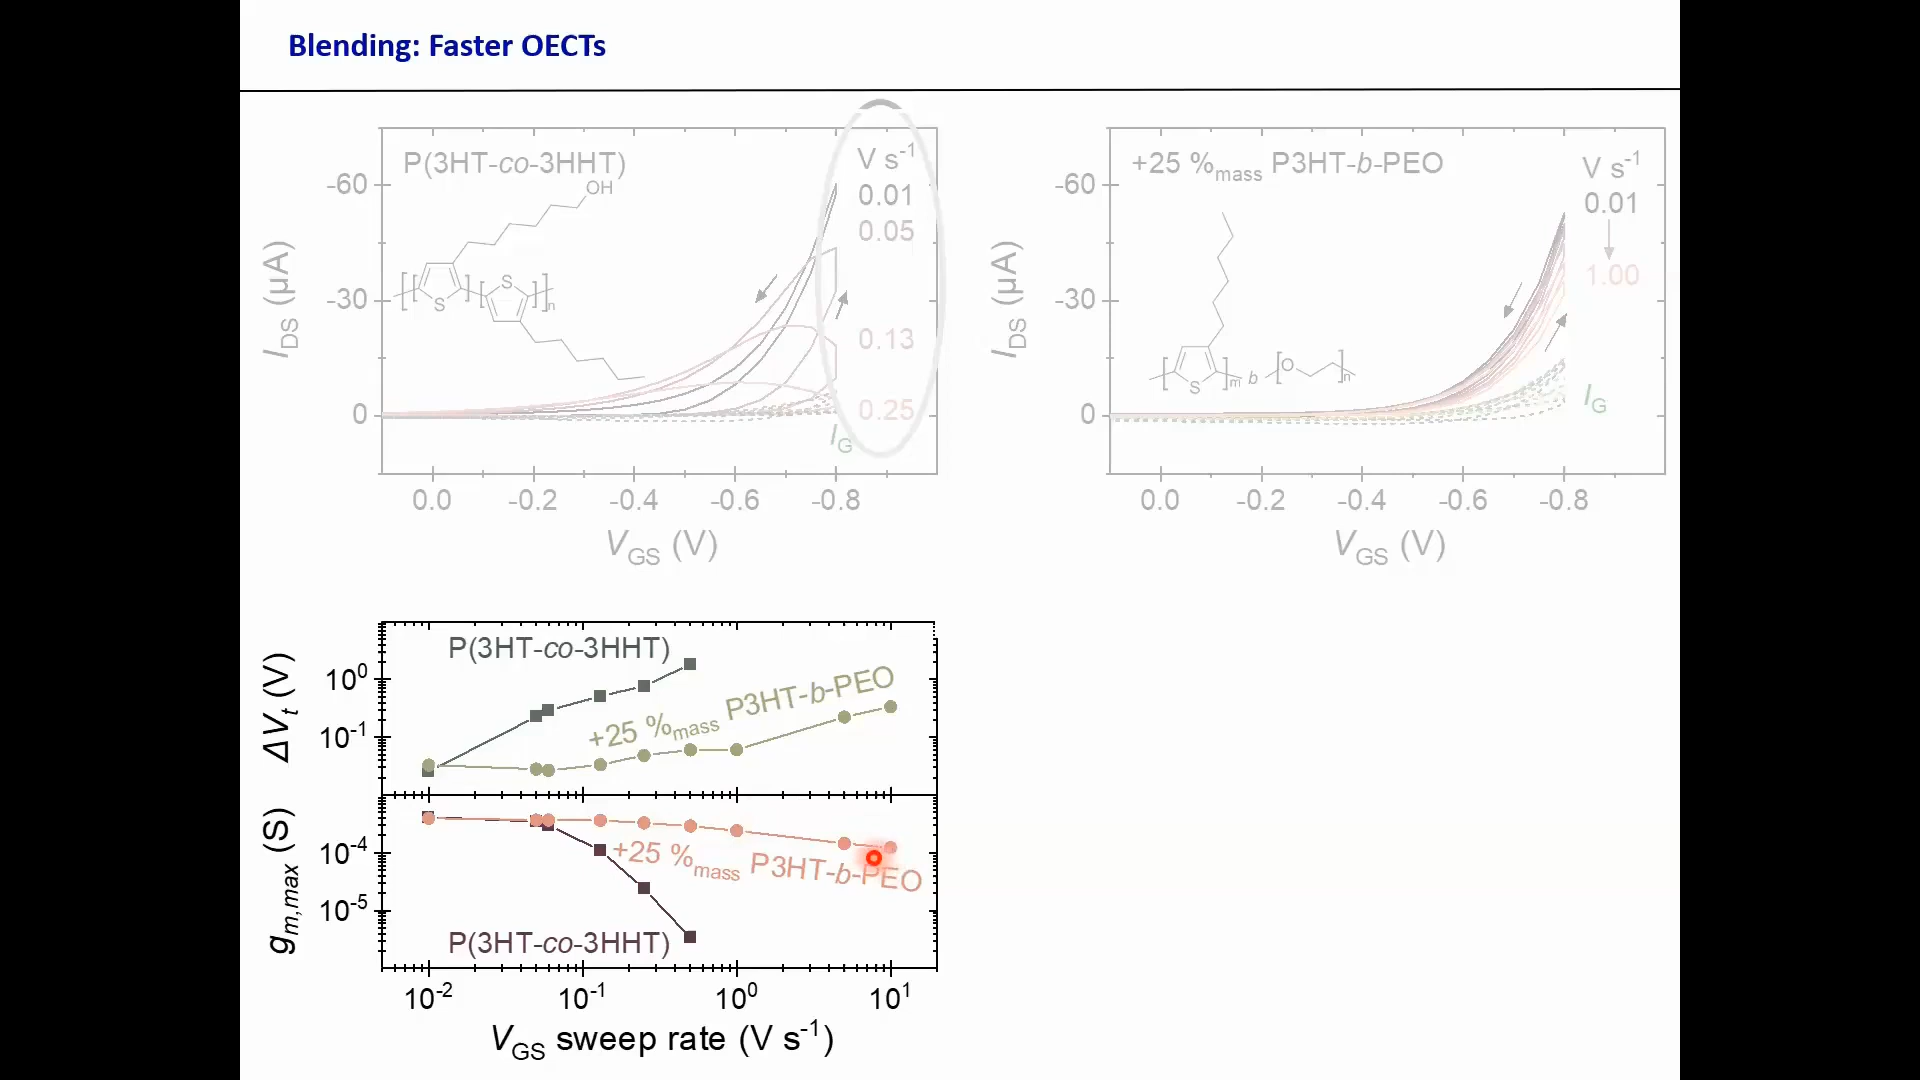 Blending: Faster OECTs
P(3HT-co-3HHT)
V s-1
0.01
0.05
0.13
0.25
OH
S
S
n
IG
-60
-30
0
IDS (µA)
0.0 -0.2 -0.4 -0.6 -0.8
VGS (V)
+25 %mass P3HT-b-PEO
V s-1
0.01
1.00
S
m b
O
n
IG
-60
-30
0
IDS (µA)
0.0 -0.2 -0.4 -0.6 -0.8
VGS (V)
P(3HT-co-3HHT)
+25 %mass P3HT-b-PEO
100
10-1
ΔVt (V)
+25 %mass P3HT-b-PEO
P(3HT-co-3HHT)
10-4
10-5
gm,max (S)
10-2 10-1 100 101
VGS sweep rate (V s-1)